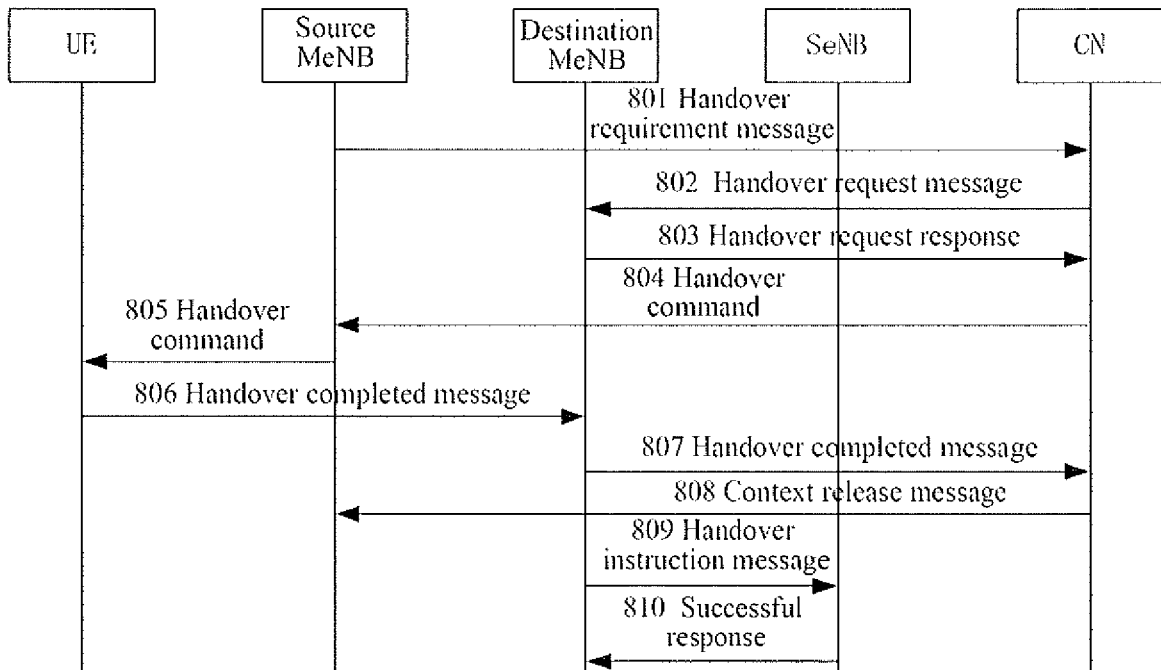 UE
Source
MeNB
Destination
MeNB
SeNB
CN
801 Handover
requirement message
802 Handover request message
803 Handover request response
804 Handover
command
805 Handover
command
806 Handover completed message
807 Handover completed message
808 Context release message
809 Handover
instruction message
810 Successful
response